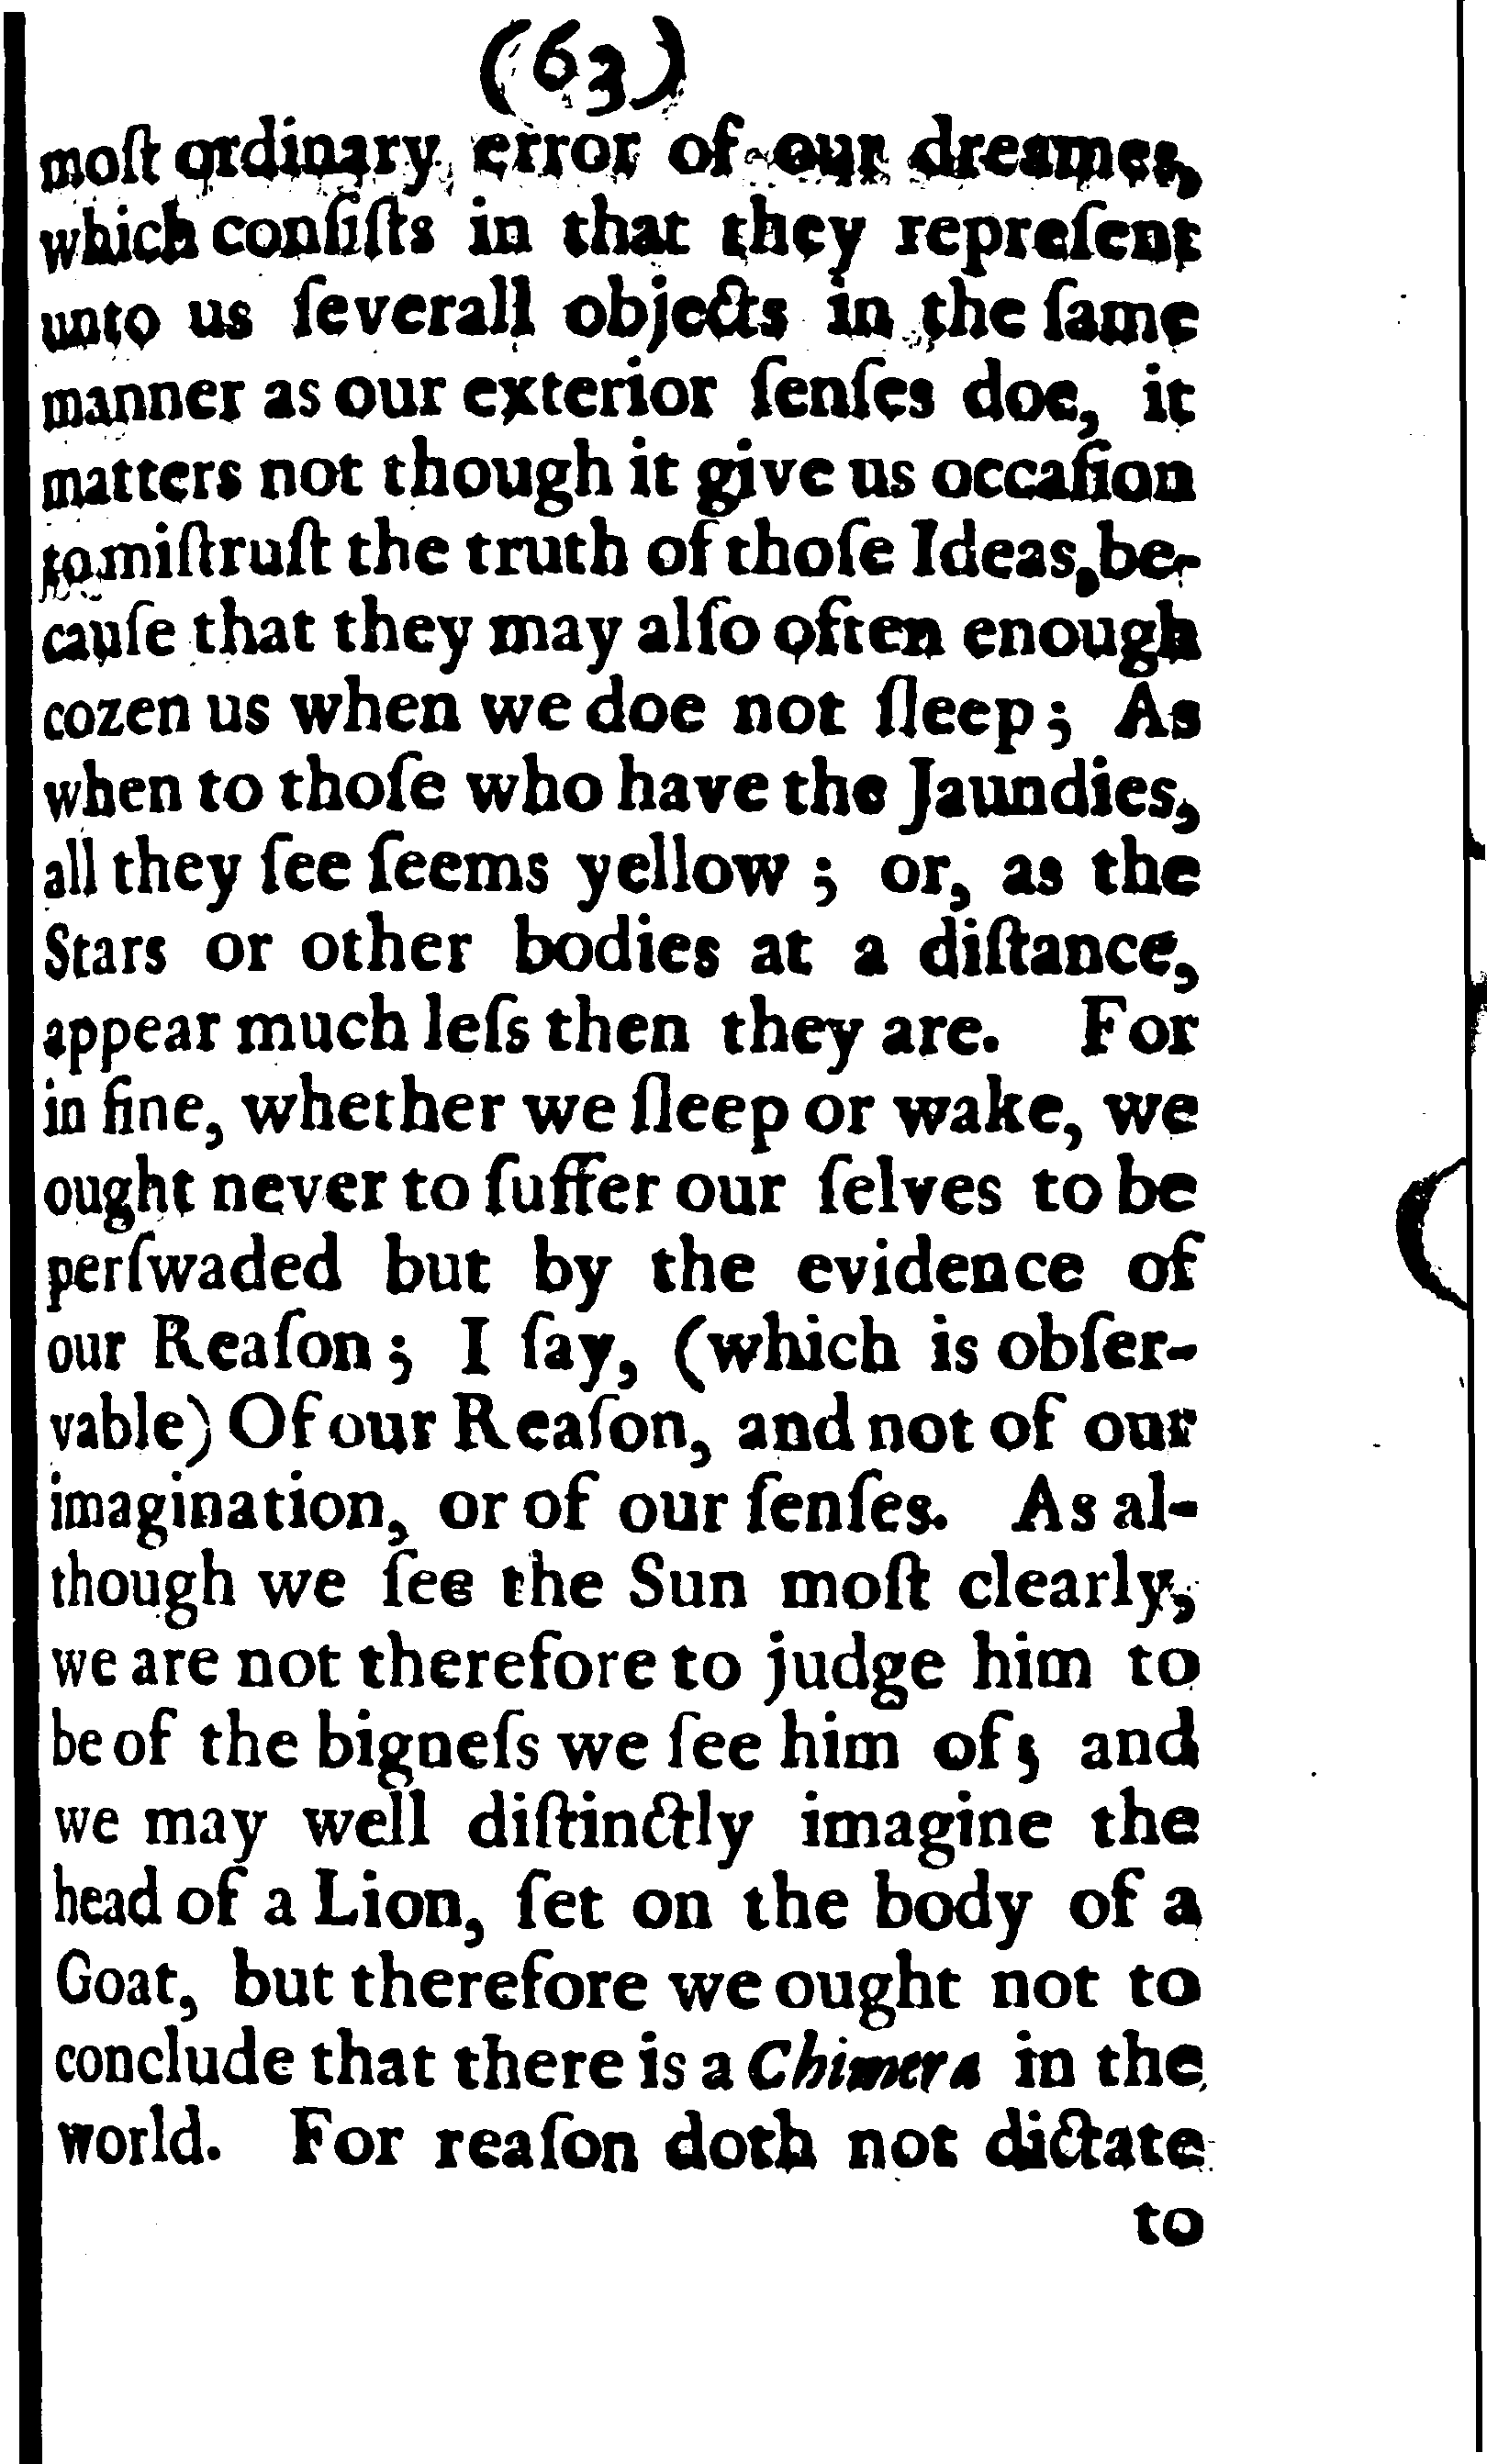 (63)
moſt ordinary error of our dreames,
which conſiſts in that they repreſent
unto us ſeverall objects in the ſame
manner as our exterior ſenſes doe, it
matters not though it give us occaſion
to miſtruſt the truth of thoſe Ideas, be-
cauſe that they may alſo often enough
cozen us when we doe not ſleep; As
when to thoſe who have the Jaundies,
all they ſee ſeems yellow; or, as the
Stars or other bodies at a diſtance,
appear much leſs then they are. For
in fine, whether we ſleep or wake, we
ought never to ſuffer our ſelves to be
perſwaded but by the evidence of
our Reaſon; I ſay, (which is obſer-
vable) Of our Reaſon, and not of our
imagination, or of our ſenſes. As al-
though we ſee the Sun moſt clearly,
we are not therefore to judge him to
be of the bigneſs we ſee him of; and
we may well diſtinctly imagine the
head of a Lion, ſet on the body of a
Goat, but therefore we ought not to
conclude that there is a Chimera in the
world. For reaſon doth not dictate
to